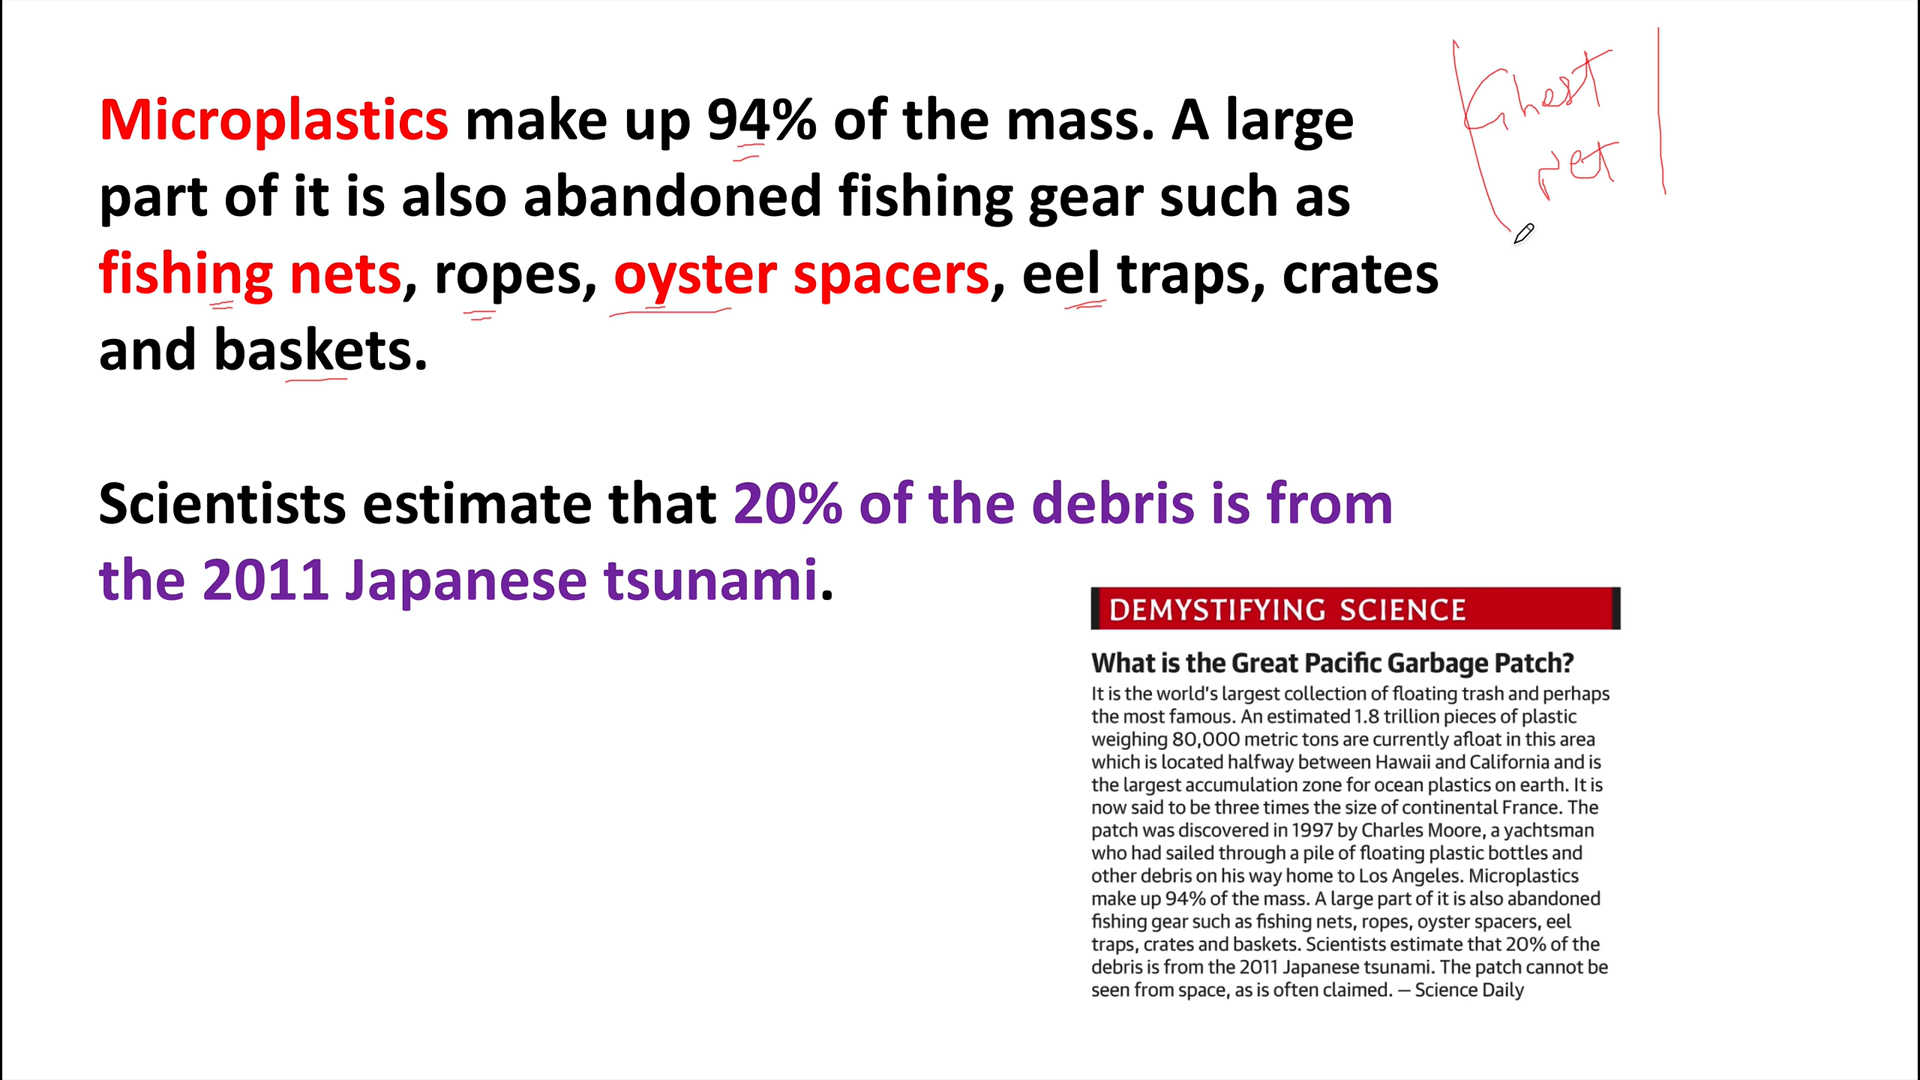 Microplastics make up 94% of the mass. A large
part of it is also abandoned fishing gear such as
fishing nets, ropes, oyster spacers, eel traps, crates
and baskets.
Ghost
net
Scientists estimate that 20% of the debris is from
the 2011 Japanese tsunami.
DEMYSTIFYING SCIENCE
What is the Great Pacific Garbage Patch?
It is the world's largest collection of floating trash and perhaps
the most famous. An estimated 1.8 trillion pieces of plastic
weighing 80,000 metric tons are currently afloat in this area
which is located halfway between Hawaii and California and is
the largest accumulation zone for ocean plastics on earth. It is
now said to be three times the size of continental France. The
patch was discovered in 1997 by Charles Moore, a yachtsman
who had sailed through a pile of floating plastic bottles and
other debris on his way home to Los Angeles. Microplastics
make up 94% of the mass. A large part of it is also abandoned
fishing gear such as fishing nets, ropes, oyster spacers, eel
traps, crates and baskets. Scientists estimate that 20% of the
debris is from the 2011 Japanese tsunami. The patch cannot be
seen from space, as is often claimed. — Science Daily